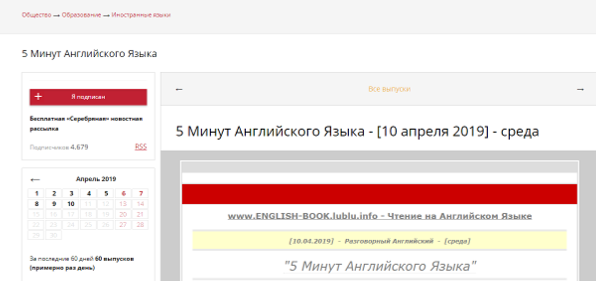 Общество → Образование → Иностранные языки
5 Минут Английского Языка
+ Я подписан
Бесплатная «Серебряная» новостная
рассылка
Подписчиков 4.679 RSS
← Апрель 2019
1 2 3 4 5 6 7
8 9 10 11 12 13 14
15 16 17 18 19 20 21
22 23 24 25 26 27 28
29 30
За последние 60 дней 60 выпусков
(примерно раз день)
← Все выпуски →
5 Минут Английского Языка - [10 апреля 2019] - среда
www.ENGLISH-BOOK.lublu.info - Чтение на Английском Языке
[10.04.2019] - Разговорный Английский - [среда]
"5 Минут Английского Языка"